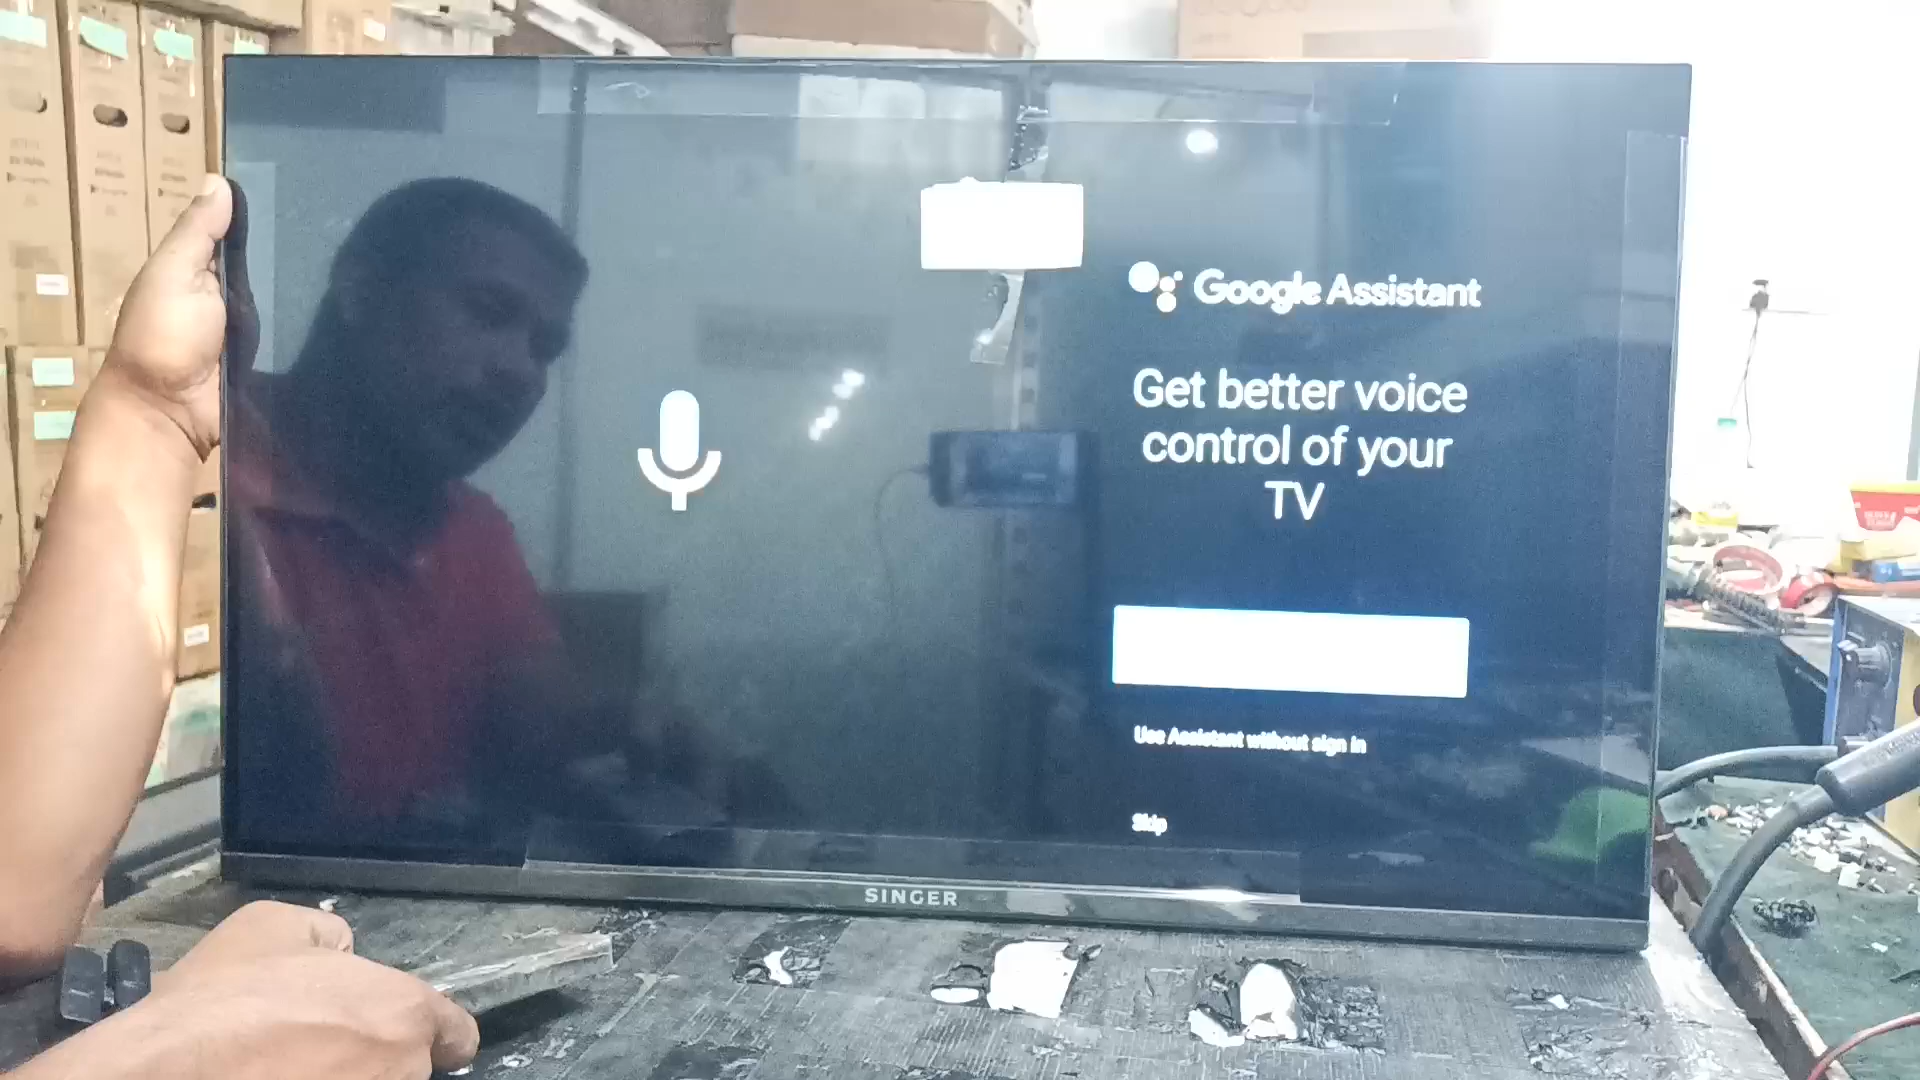 Google Assistant
Get better voice
control of your
TV
Use Assistant without sign in
Skip
SINGER